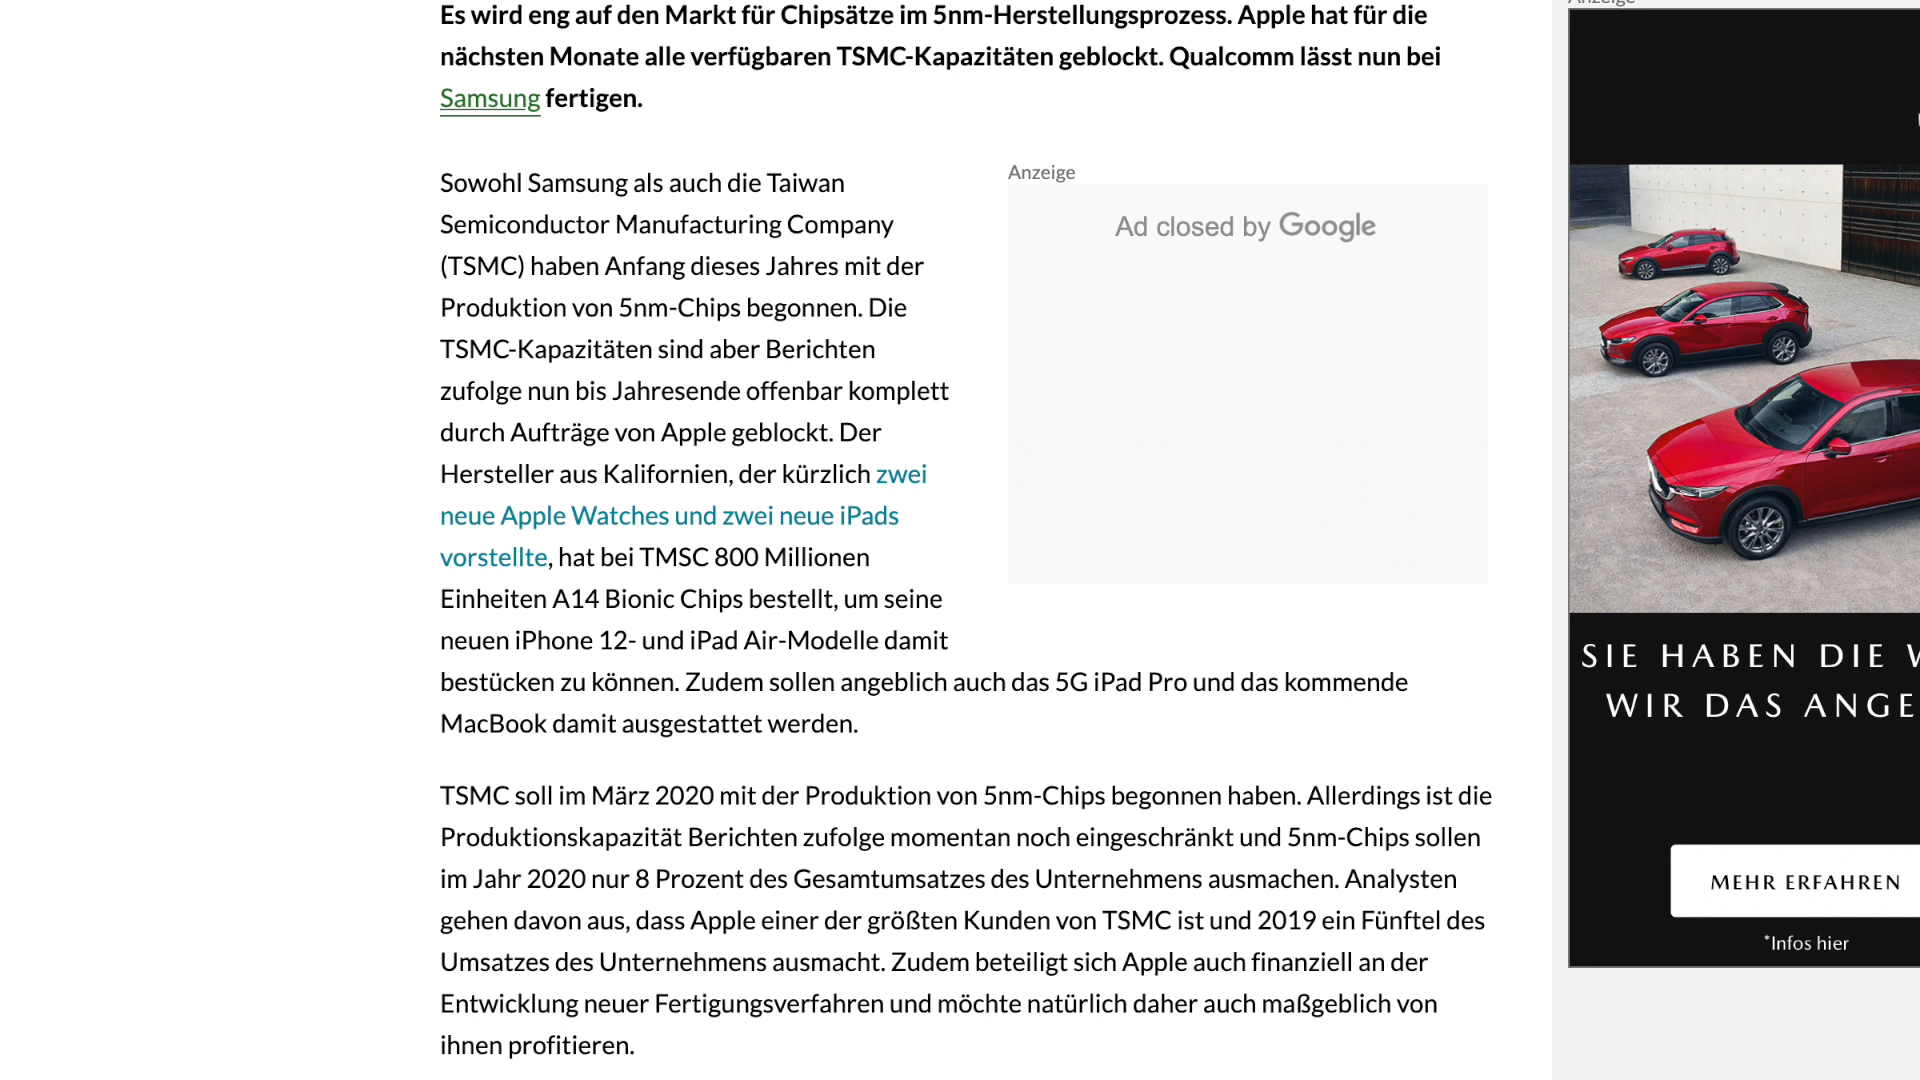 Es wird eng auf den Markt für Chipsätze im 5nm-Herstellungsprozess. Apple hat für die
nächsten Monate alle verfügbaren TSMC-Kapazitäten geblockt. Qualcomm lässt nun bei
Samsung fertigen.
Sowohl Samsung als auch die Taiwan
Semiconductor Manufacturing Company
(TSMC) haben Anfang dieses Jahres mit der
Produktion von 5nm-Chips begonnen. Die
TSMC-Kapazitäten sind aber Berichten
zufolge nun bis Jahresende offenbar komplett
durch Aufträge von Apple geblockt. Der
Hersteller aus Kalifornien, der kürzlich zwei
neue Apple Watches und zwei neue iPads
vorstellte, hat bei TMSC 800 Millionen
Einheiten A14 Bionic Chips bestellt, um seine
neuen iPhone 12- und iPad Air-Modelle damit
bestücken zu können. Zudem sollen angeblich auch das 5G iPad Pro und das kommende
MacBook damit ausgestattet werden.
TSMC soll im März 2020 mit der Produktion von 5nm-Chips begonnen haben. Allerdings ist die
Produktionskapazität Berichten zufolge momentan noch eingeschränkt und 5nm-Chips sollen
im Jahr 2020 nur 8 Prozent des Gesamtumsatzes des Unternehmens ausmachen. Analysten
gehen davon aus, dass Apple einer der größten Kunden von TSMC ist und 2019 ein Fünftel des
Umsatzes des Unternehmens ausmacht. Zudem beteiligt sich Apple auch finanziell an der
Entwicklung neuer Fertigungsverfahren und möchte natürlich daher auch maßgeblich von
ihnen profitieren.
Anzeige
Ad closed by Google
Anzeige
SIE HABEN DIE
WIR DAS ANGE
MEHR ERFAHREN
*Infos hier